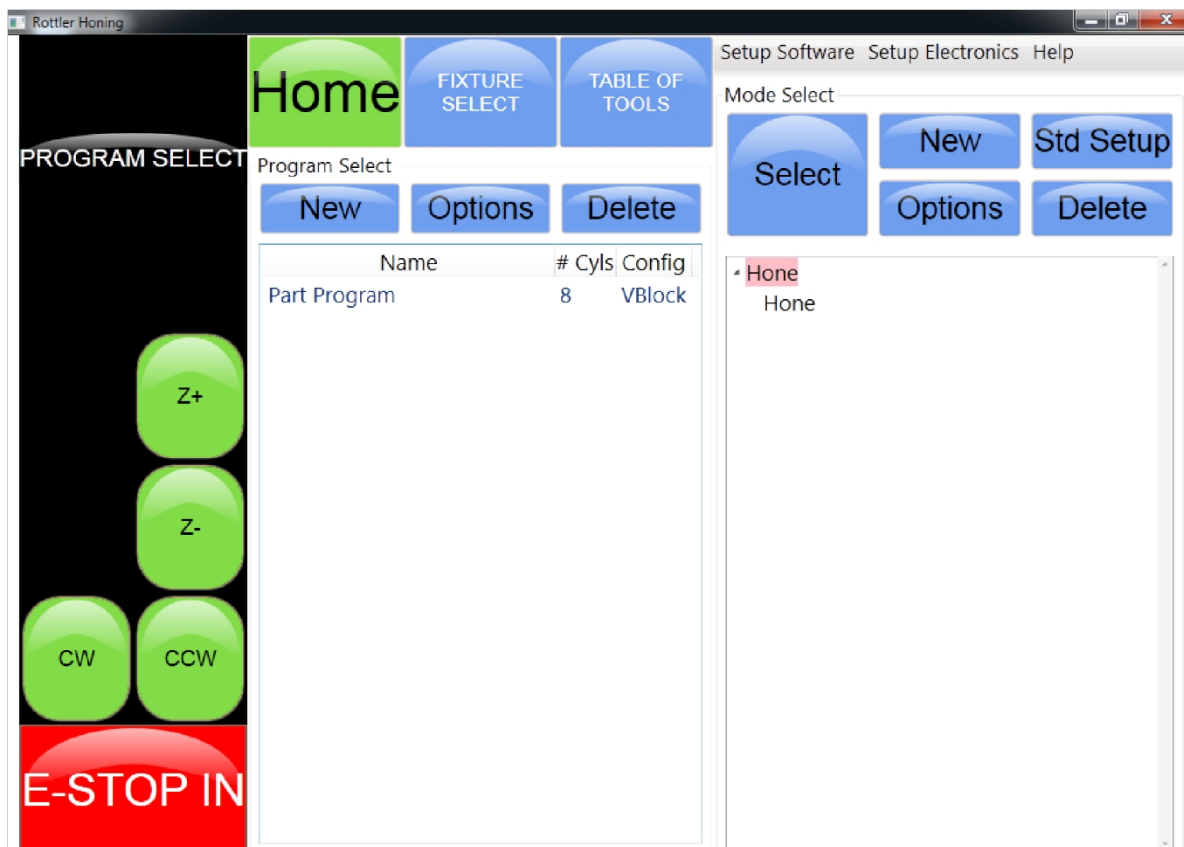 Rottler Honing
PROGRAM SELECT
Z+
Z-
CW CCW
E-STOP IN
Home FIXTURE SELECT TABLE OF TOOLS
Program Select
New Options Delete
Name # Cyls Config
Part Program 8 VBlock
Setup Software Setup Electronics Help
Mode Select
Select
New Std Setup
Options Delete
Hone
Hone